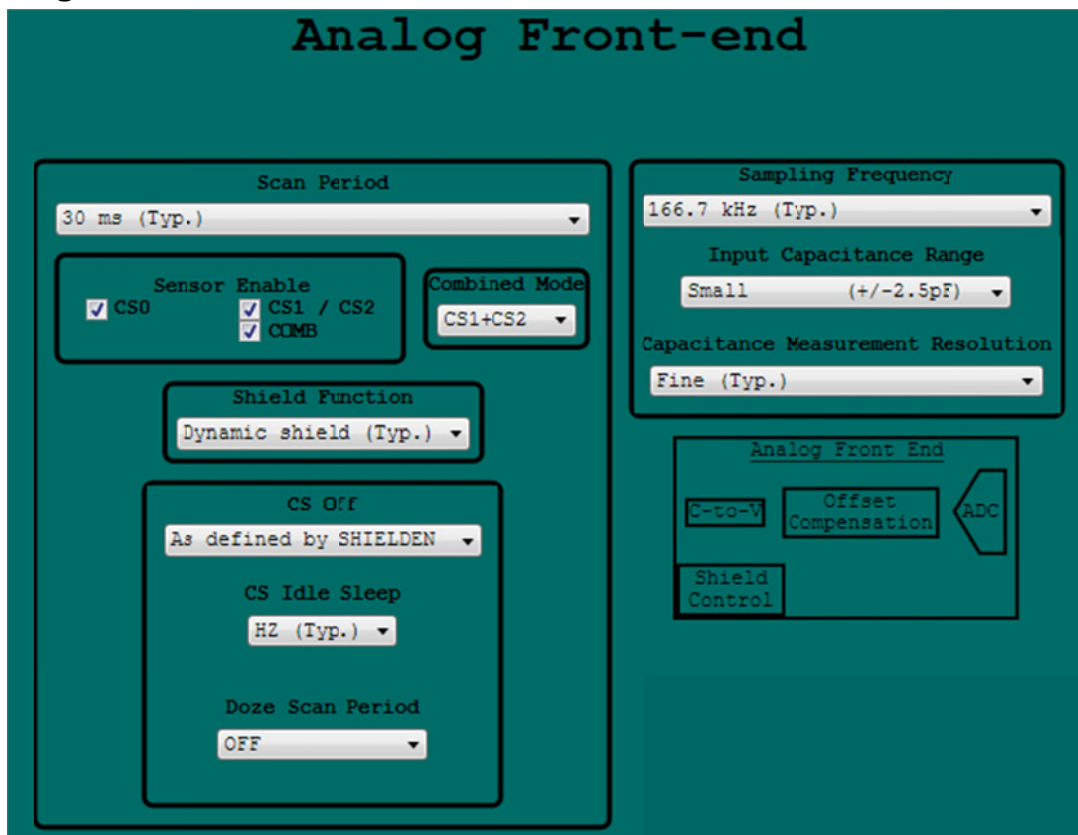 Analog Front-end
Scan Period
30 ms (Typ.)
Sensor Enable
CS0
CS1 / CS2
COMB
Combined Mode
CS1+CS2
Shield Function
Dynamic shield (Typ.)
CS Off
As defined by SHIELDEN
CS Idle Sleep
HZ (Typ.)
Doze Scan Period
OFF
Sampling Frequency
166.7 kHz (Typ.)
Input Capacitance Range
Small (+/-2.5pF)
Capacitance Measurement Resolution
Fine (Typ.)
Analog Front End
C-to-V
Offset
Compensation
ADC
Shield
Control